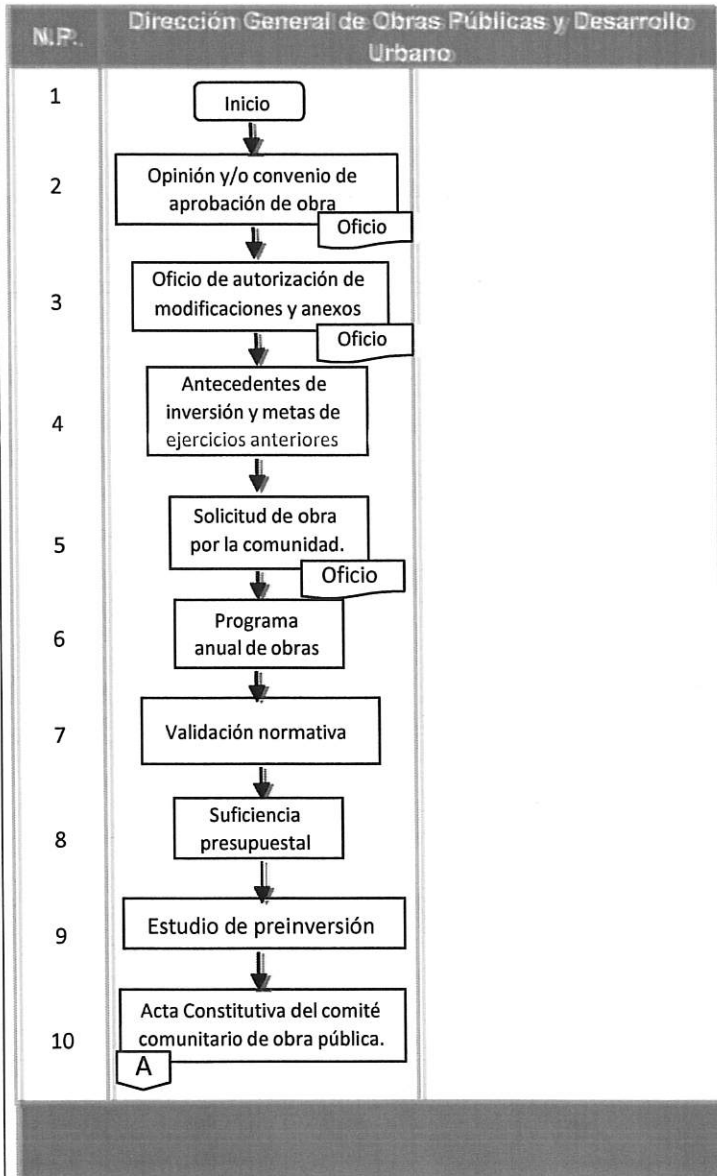 N.P.
Dirección General de Obras Públicas y Desarrollo
Urbano
1
Inicio
2
Opinión y/o convenio de
aprobación de obra
Oficio
3
Oficio de autorización de
modificaciones y anexos
Oficio
4
Antecedentes de
inversión y metas de
ejercicios anteriores
5
Solicitud de obra
por la comunidad.
Oficio
6
Programa
anual de obras
7
Validación normativa
8
Suficiencia
presupuestal
9
Estudio de preinversión
10
Acta Constitutiva del comité
comunitario de obra pública.
A